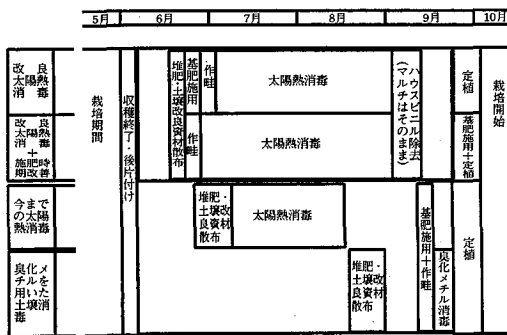 5月 6月 7月 8月 9月 10月
改良太陽熱消毒
改良太陽熱消毒＋施肥時期改善
今までの太陽熱消毒
臭化メチルを用いた土壌消毒
栽培期間
収穫終了・後片付け
堆肥・土壌改良資材散布
基肥施用
作畦
太陽熱消毒
ハウスビニル除去
(マルチはそのまま)
定植
栽培開始
作畦
太陽熱消毒
基肥施用＋定植
堆肥・土壌改良資材散布
太陽熱消毒
基肥施用＋作畦
定植
堆肥・土壌改良資材散布
臭化メチル消毒